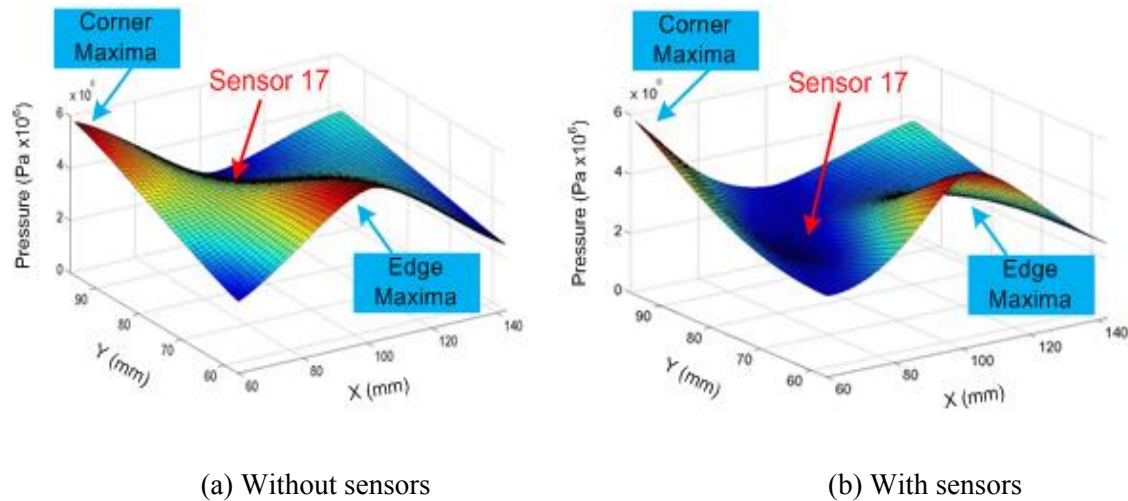 Corner
Maxima
Sensor 17
x 10⁶
Pressure (Pa x10⁶)
6
4
2
0
90
80
70
60
Y (mm)
60
80
100
120
140
X (mm)
Edge
Maxima
(a) Without sensors
Corner
Maxima
Sensor 17
x 10
Pressure (Pa x10⁶)
6
4
2
0
90
80
70
60
Y (mm)
60
80
100
120
140
X (mm)
Edge
Maxima
(b) With sensors